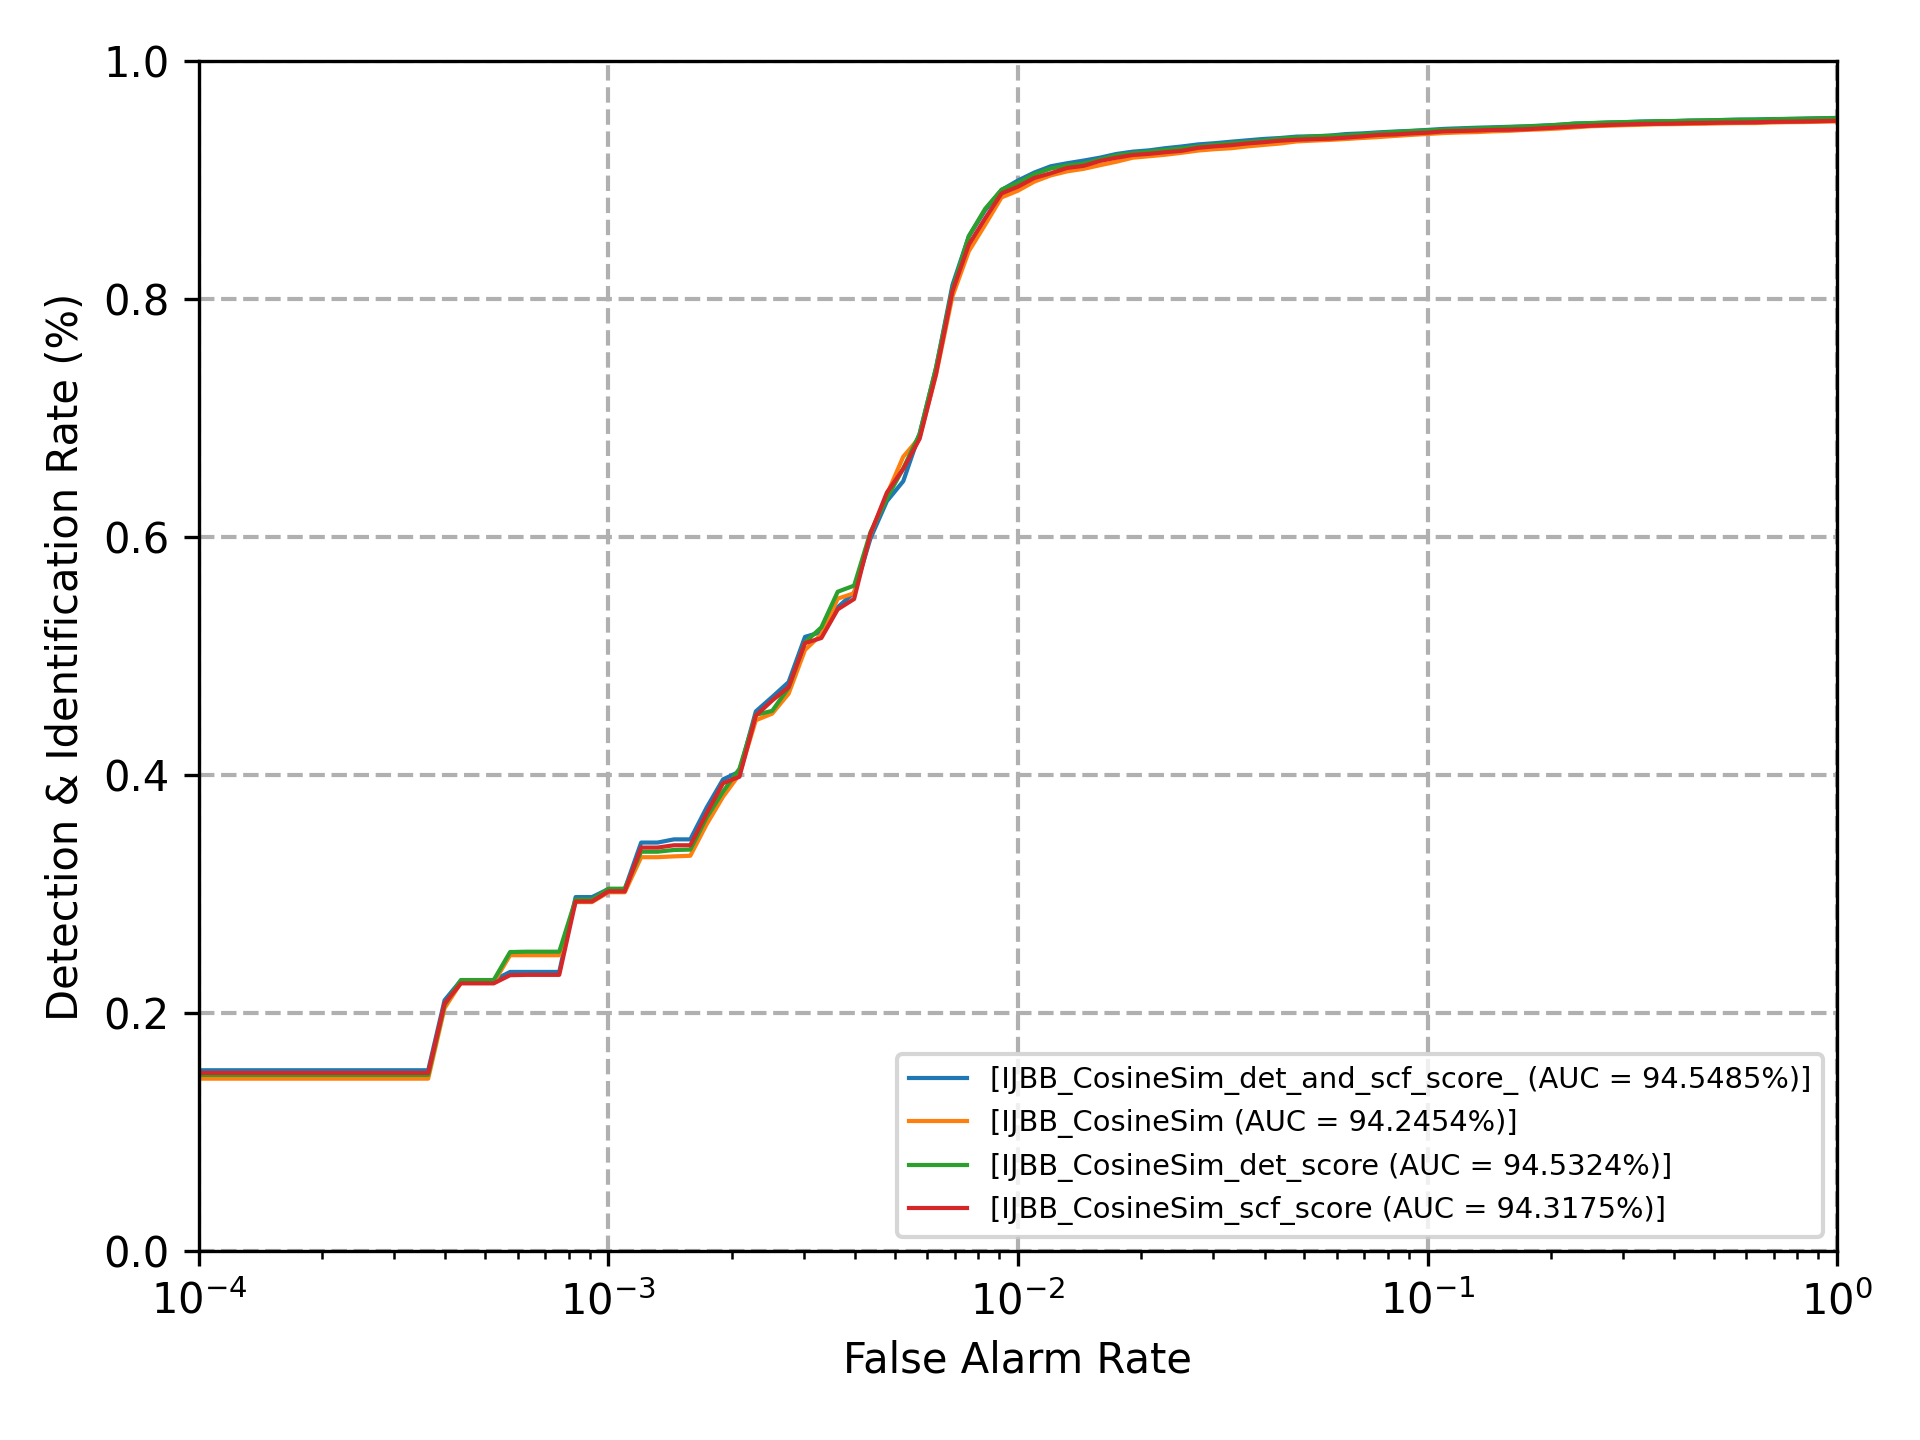 1.0
0.8
0.6
0.4
0.2
0.0
Detection & Identification Rate (%)
[IJBB_CosineSim_det_and_scf_score_ (AUC = 94.5485%)]
[IJBB_CosineSim (AUC = 94.2454%)]
[IJBB_CosineSim_det_score (AUC = 94.5324%)]
[IJBB_CosineSim_scf_score (AUC = 94.3175%)]
10⁻⁴ 10⁻³ 10⁻² 10⁻¹ 10⁰
False Alarm Rate